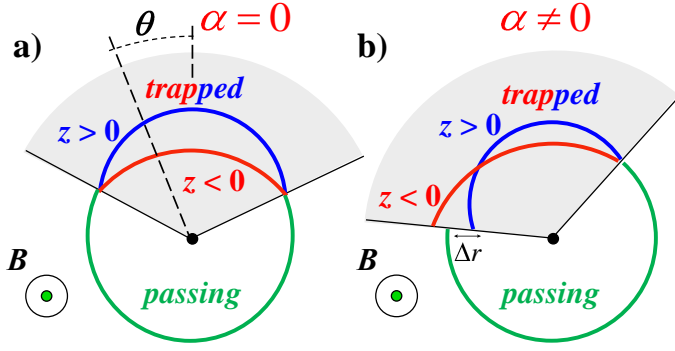 a)
θ
α = 0
trapped
z > 0
z < 0
B
passing
b)
α ≠ 0
trapped
z > 0
z < 0
Δr
B
passing